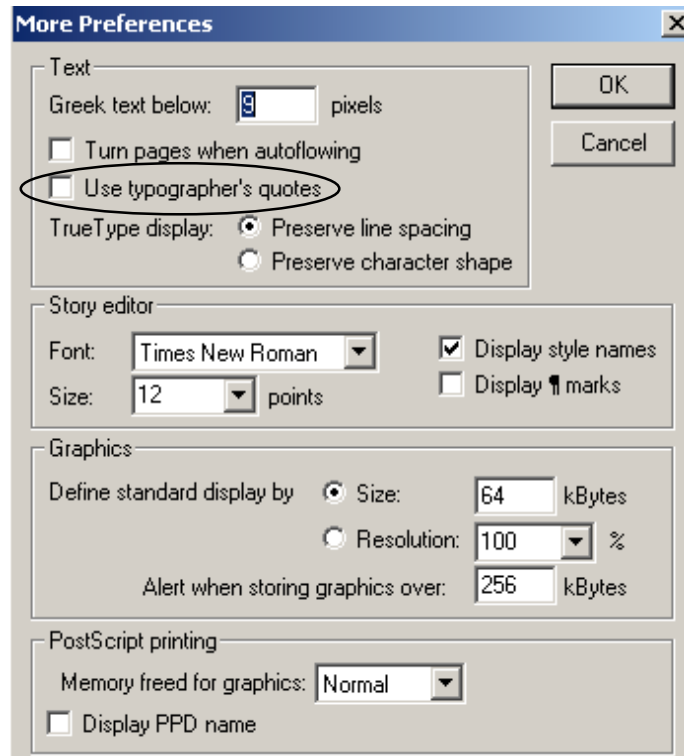 More Preferences
Text
OK
Greek text below: 9 pixels
Cancel
Turn pages when autoflowing
Use typographer's quotes
TrueType display: Preserve line spacing
Preserve character shape
Story editor
Font: Times New Roman Display style names
Size: 12 points Display ¶ marks
Graphics
Define standard display by Size: 64 kBytes
Resolution: 100 %
Alert when storing graphics over: 256 kBytes
PostScript printing
Memory freed for graphics: Normal
Display PPD name